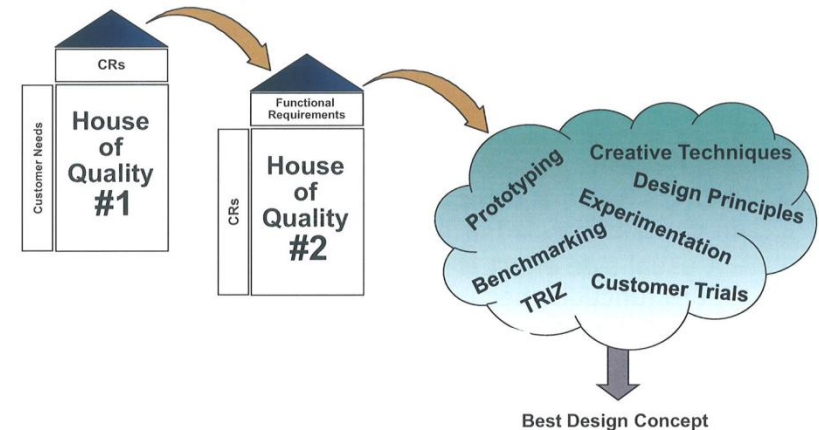 CRs
Customer Needs
House
of
Quality
#1
Functional
Requirements
CRs
House
of
Quality
#2
Prototyping
Creative Techniques
Design Principles
Experimentation
Benchmarking
TRIZ
Customer Trials
Best Design Concept